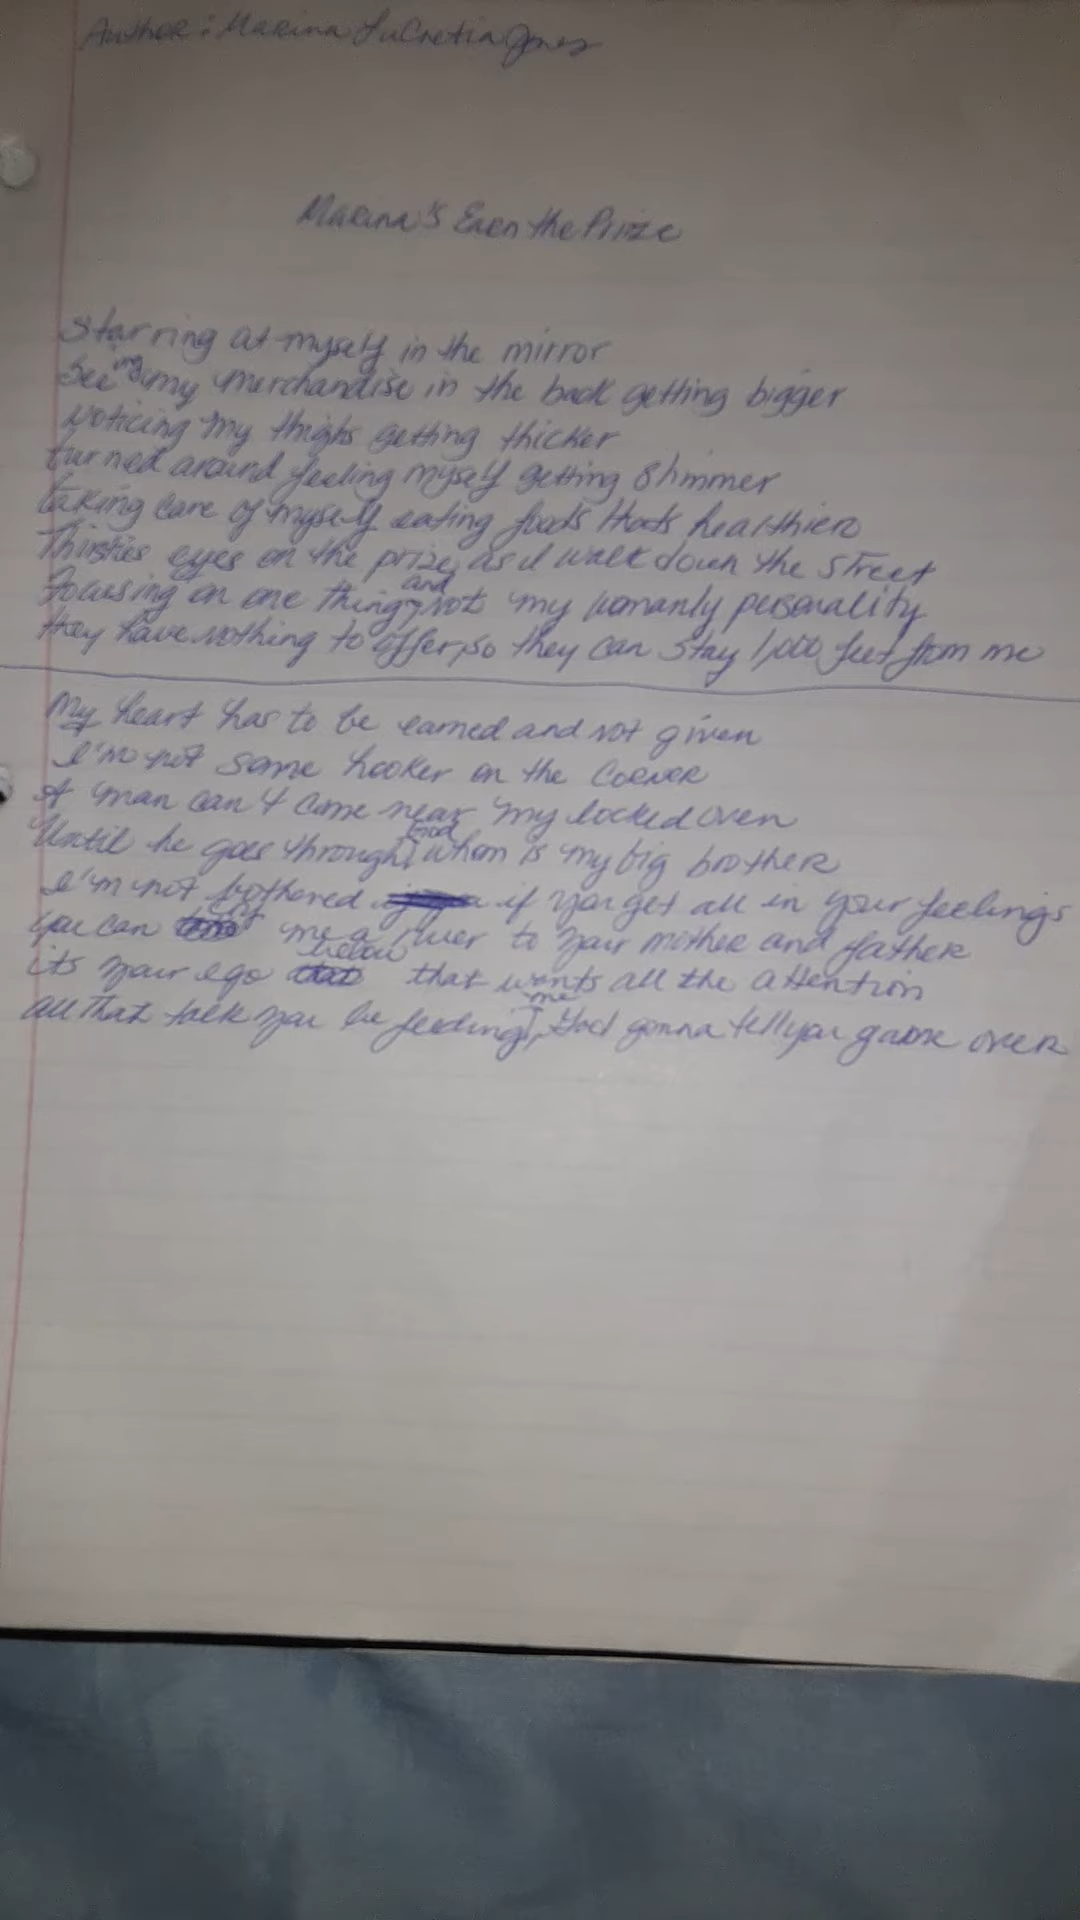 Author: Marina LuCretia Jones
Marina's Earn the Prize
Starring at myself in the mirror
Seeing my merchandise in the back getting bigger
Noticing my thighs getting thicker
turned around feeling myself getting Shimmer
taking care of myself eating foods thats healthier
Thirsties eyes on the prize, as I walk down the street
Focusing on one thing, and not my womanly personality
they have nothing to offer, so they can stay 1,000 feet from me
My heart has to be earned and not given
I'm not some hooker on the corner
A man can't come near my locked oven
Until he goes through God whom is my big brother
I'm not bothered if you get all in your feelings
you can me a river to your mother and father
its your ego that wants all the attention
all that talk you be feeding me, God gonna tell you game over